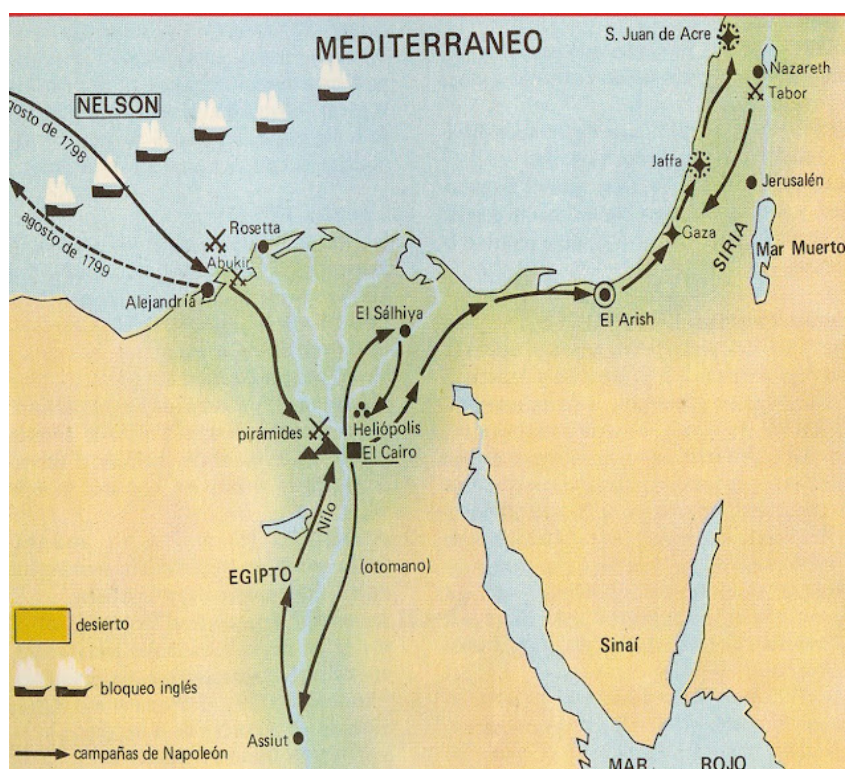 MEDITERRANEO
S. Juan de Acre
Nazareth
Tabor
NELSON
agosto de 1798
Jaffa
Jerusalén
agosto de 1799
Rosetta
Abukir
Gaza
SIRIA
Mar Muerto
Alejandría
El Sálhiya
El Arish
pirámides
Heliópolis
El Cairo
Nilo
EGIPTO
(otomano)
desierto
Sinaí
bloqueo inglés
Assiut
campañas de Napoleón
MAR ROJO